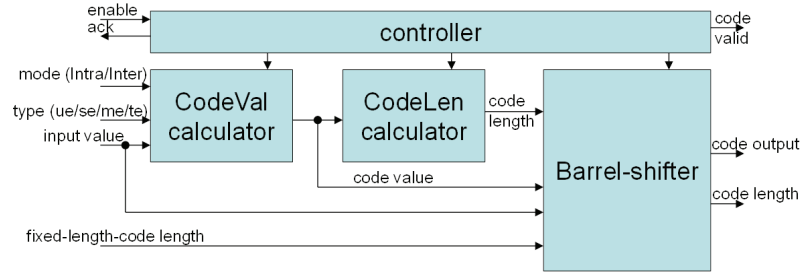 enable
ack
controller
code
valid
mode (Intra/Inter)
type (ue/se/me/te)
input value
CodeVal
calculator
CodeLen
calculator
code
length
Barrel-shifter
code output
code length
code value
fixed-length-code length